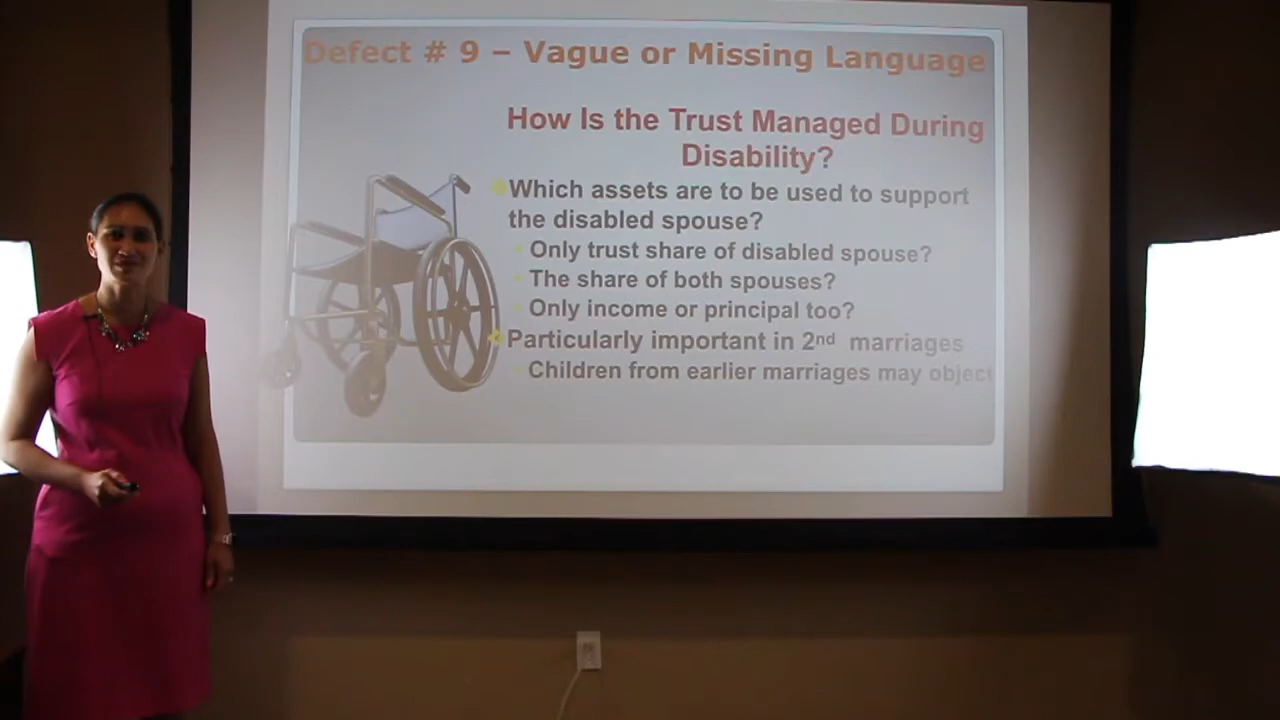 Defect # 9 – Vague or Missing Language
How Is the Trust Managed During
Disability?
Which assets are to be used to support
the disabled spouse?
Only trust share of disabled spouse?
The share of both spouses?
Only income or principal too?
Particularly important in 2nd marriages
Children from earlier marriages may object